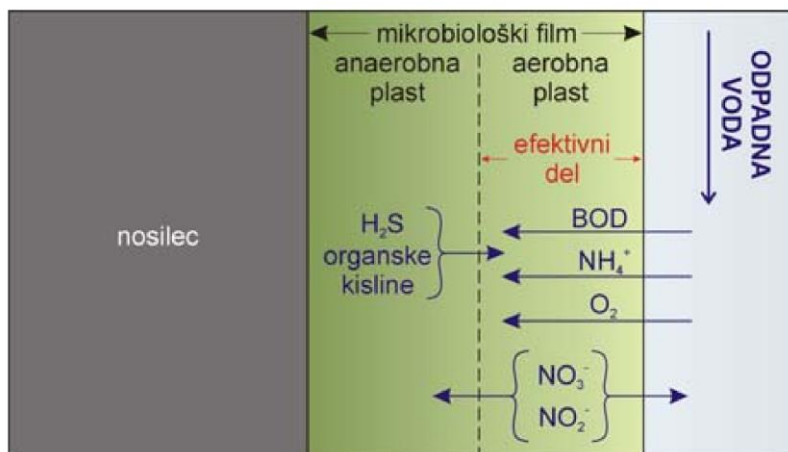 mikrobiološki film
anaerobna
plast
aerobna
plast
efektivni
del
ODPADNA
VODA
nosilec
H₂S
organske
kisline
BOD
NH₄⁺
O₂
NO₃⁻
NO₂⁻